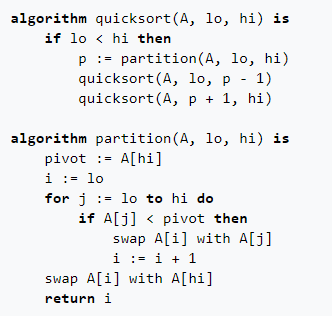 algorithm quicksort(A, lo, hi) is
    if lo < hi then
        p := partition(A, lo, hi)
        quicksort(A, lo, p - 1)
        quicksort(A, p + 1, hi)

algorithm partition(A, lo, hi) is
    pivot := A[hi]
    i := lo
    for j := lo to hi do
        if A[j] < pivot then
            swap A[i] with A[j]
            i := i + 1
    swap A[i] with A[hi]
    return i